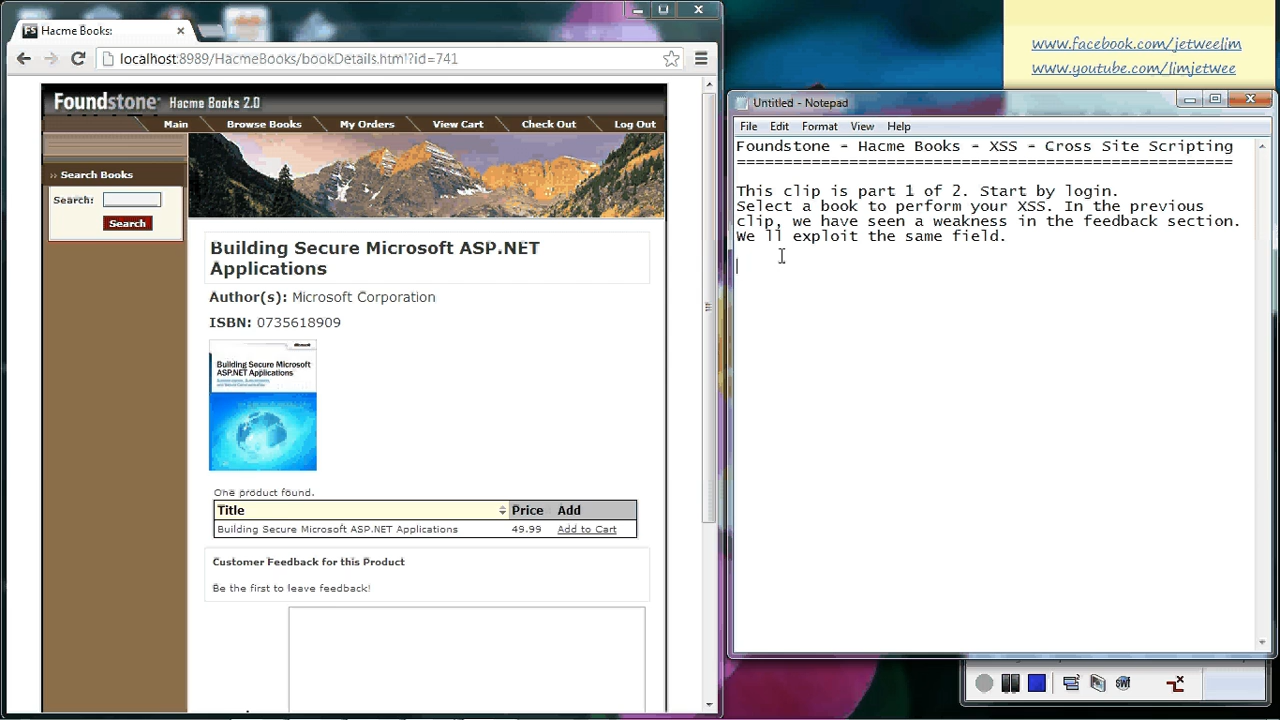 Hacme Books:
localhost:8989/HacmeBooks/bookDetails.html?id=741
Foundstone Hacme Books 2.0
Main Browse Books My Orders View Cart Check Out Log Out
Search Books
Search:
Search
Building Secure Microsoft ASP.NET
Applications
Author(s): Microsoft Corporation
ISBN: 0735618909
Microsoft
Building Secure Microsoft
ASP.NET Applications
One product found.
Title Price Add
Building Secure Microsoft ASP.NET Applications 49.99 Add to Cart
Customer Feedback for this Product
Be the first to leave feedback!
www.facebook.com/jetweelim
www.youtube.com/limjetwee
Untitled - Notepad
File Edit Format View Help
Foundstone - Hacme Books - XSS - Cross Site Scripting
=====================================================
This clip is part 1 of 2. Start by login.
Select a book to perform your XSS. In the previous
clip, we have seen a weakness in the feedback section.
We ll exploit the same field.